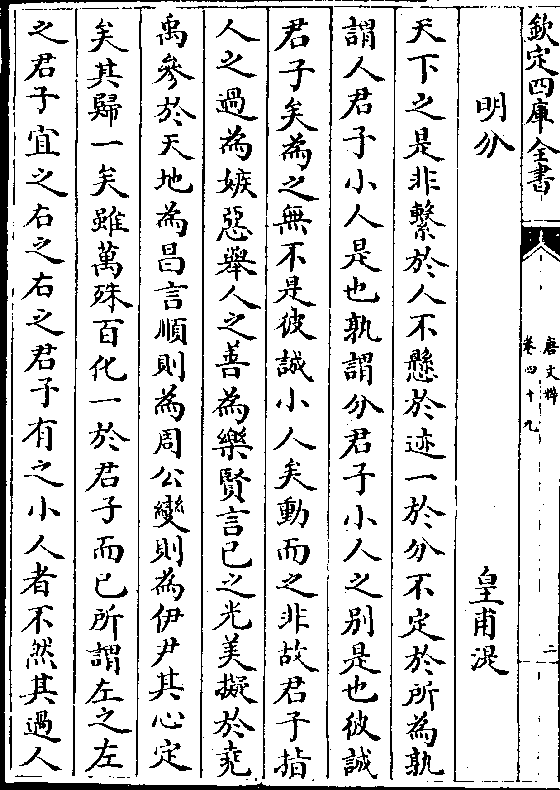 欽定四庫全書
唐文粹
卷四十九
二
明分
皇甫湜
天下之是非繫於人不懸於迹一於分不定於所為孰
謂人君子小人是也孰謂分君子小人之别是也彼誠
君子矣為之無不是彼誠小人矣動而之非故君子指
人之過為嫉惡舉人之善為樂賢言已之光美擬於堯
禹參於天地為昌言順則為周公變則為伊尹其心定
矣其歸一矣雖萬殊百化一於君子而已所謂左之左
之君子宜之右之右之君子有之小人者不然其過人